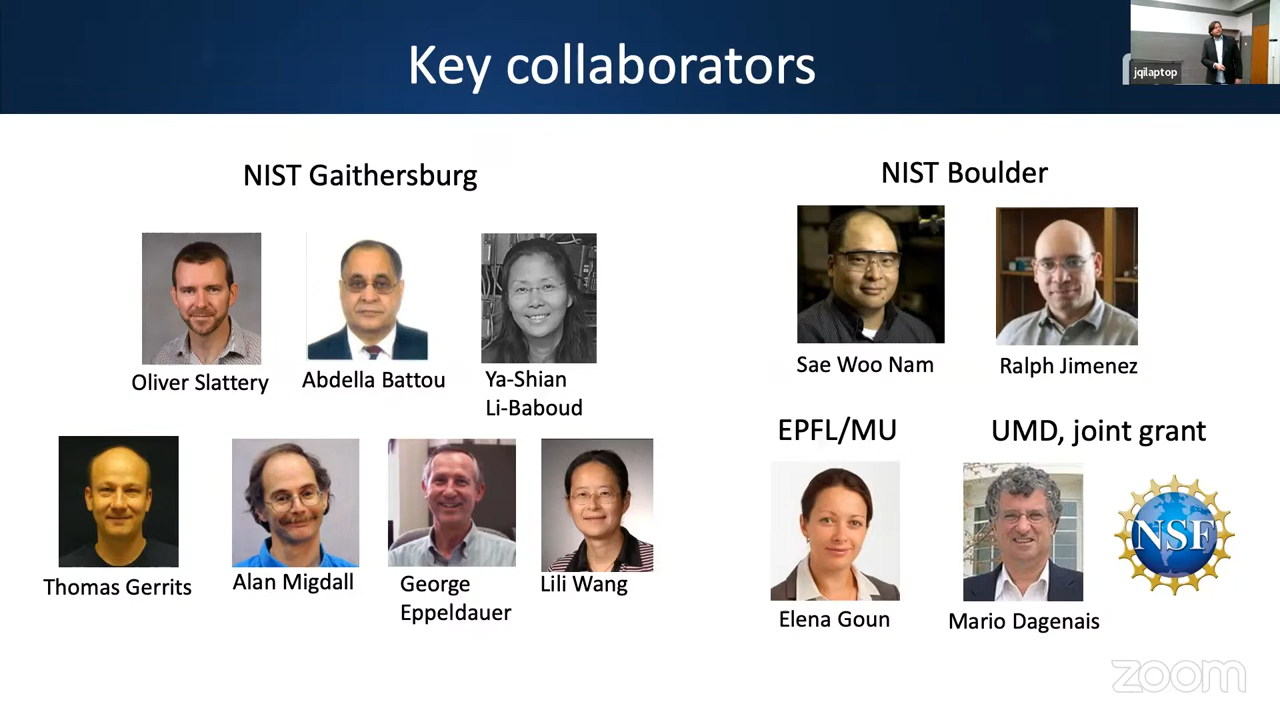 Key collaborators
jqilaptop
NIST Gaithersburg
NIST Boulder
Oliver Slattery
Abdella Battou
Ya-Shian
Li-Baboud
Sae Woo Nam
Ralph Jimenez
EPFL/MU
UMD, joint grant
Thomas Gerrits
Alan Migdall
George
Eppeldauer
Lili Wang
NSF
Elena Goun
Mario Dagenais
zoom